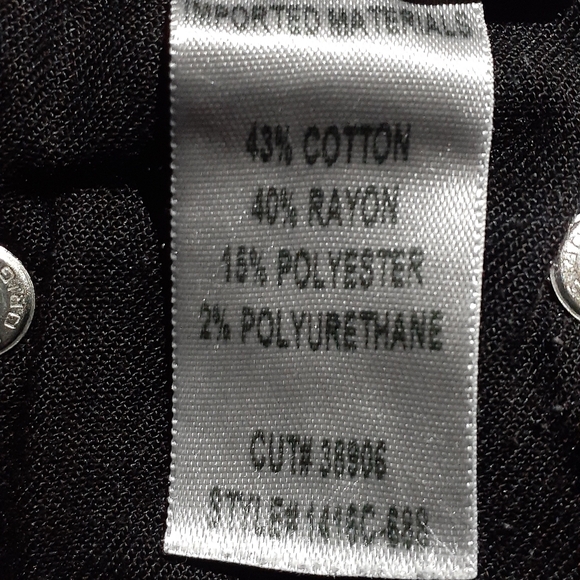 IMPORTED MATERIALS
43% COTTON
40% RAYON
15% POLYESTER
2% POLYURETHANE
CUT# 38906
STYLE#